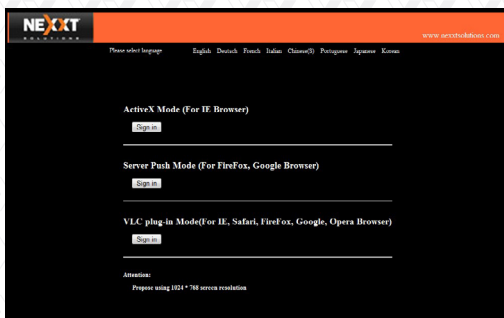 NEXXT
SOLUTIONS
www.nexxtsolutions.com
Please select language English Deutsch French Italian Chinese(S) Portuguese Japanese Korean
ActiveX Mode (For IE Browser)
Sign in
Server Push Mode (For FireFox, Google Browser)
Sign in
VLC plug-in Mode(For IE, Safari, FireFox, Google, Opera Browser)
Sign in
Attention:
Propose using 1024 * 768 screen resolution